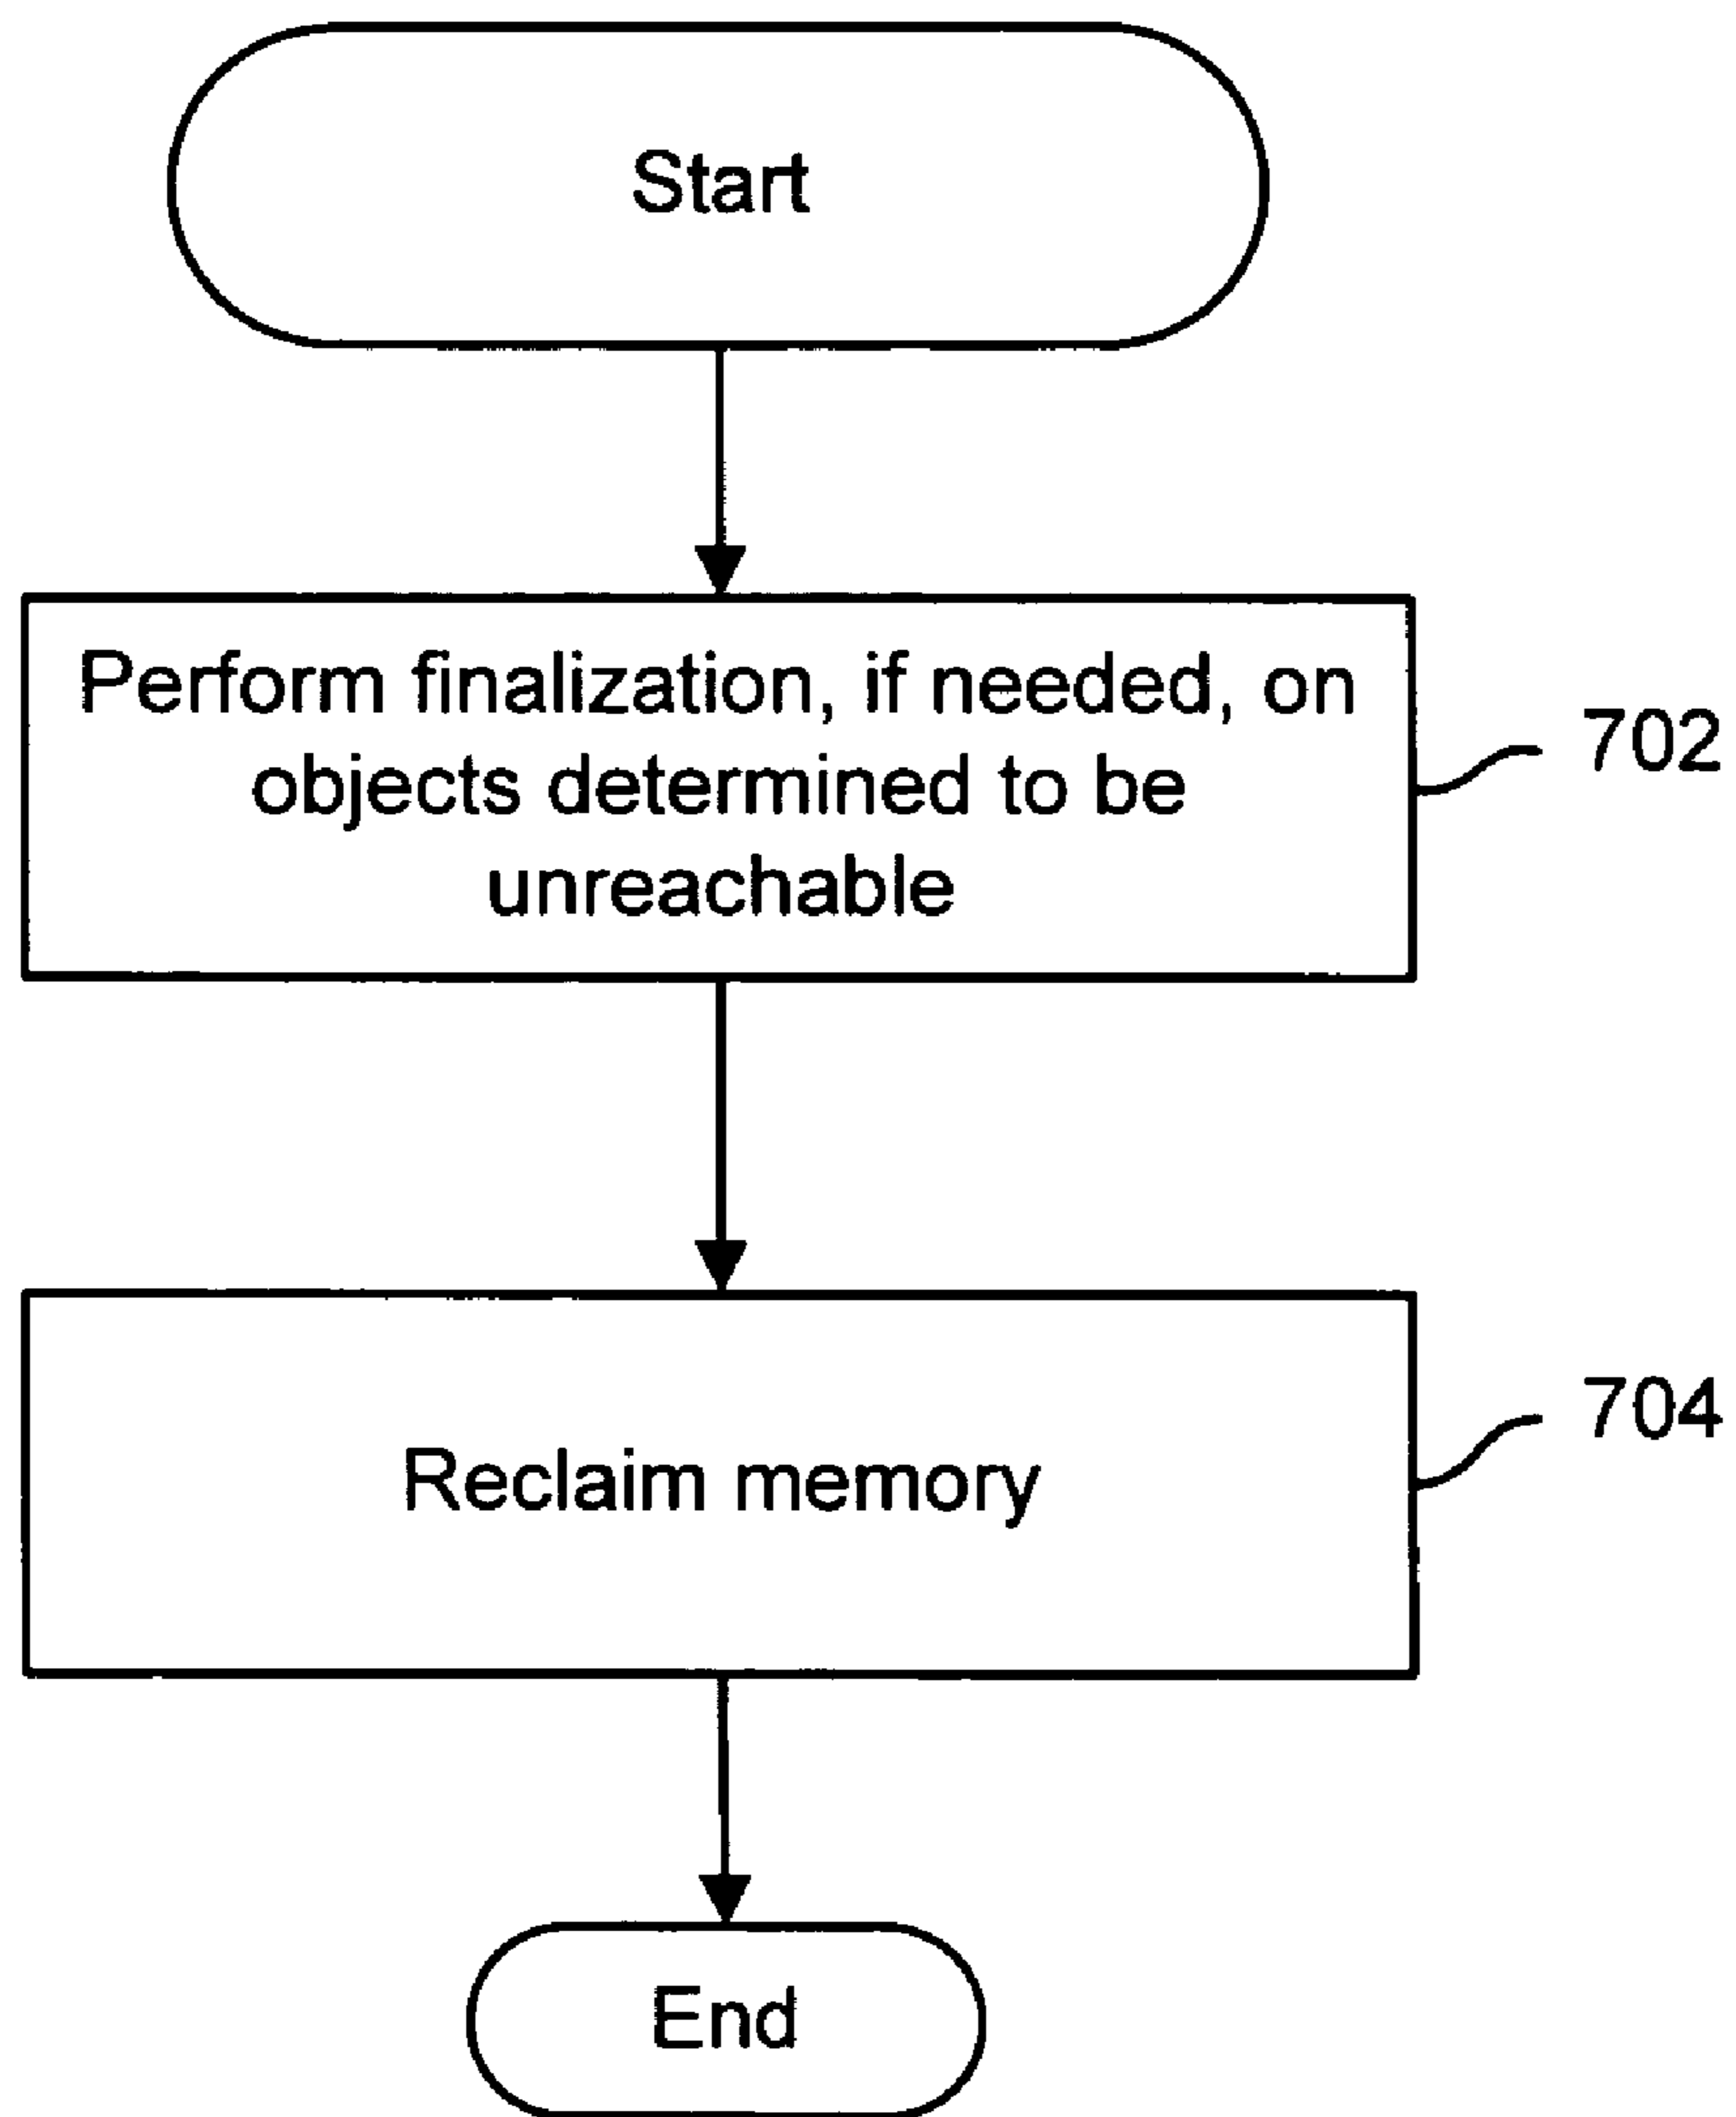 Start
Perform finalization, if needed, on
objects determined to be
unreachable
702
Reclaim memory
704
End